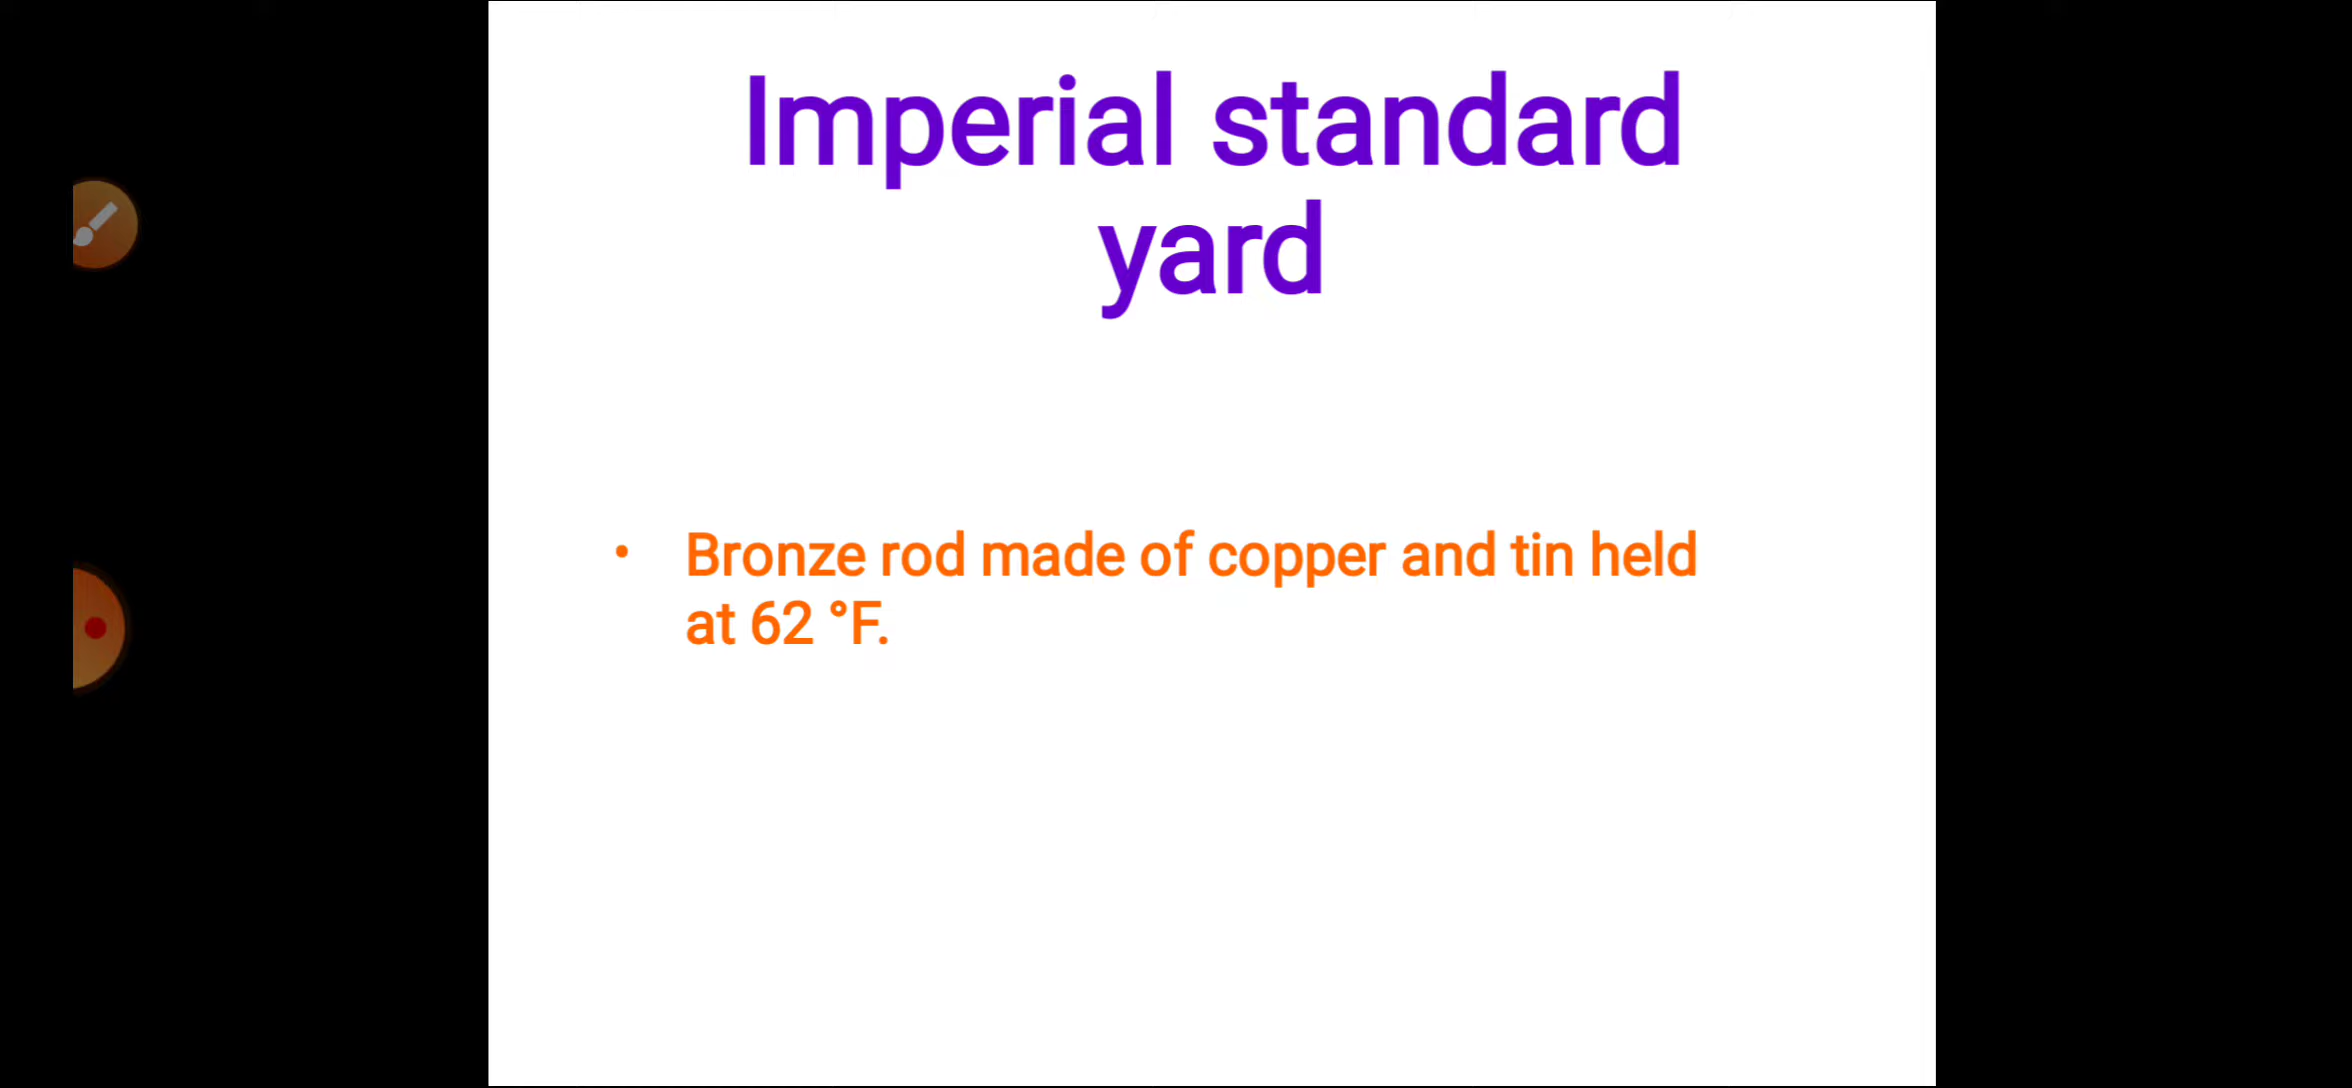 Imperial standard
yard
• Bronze rod made of copper and tin held
at 62 °F.